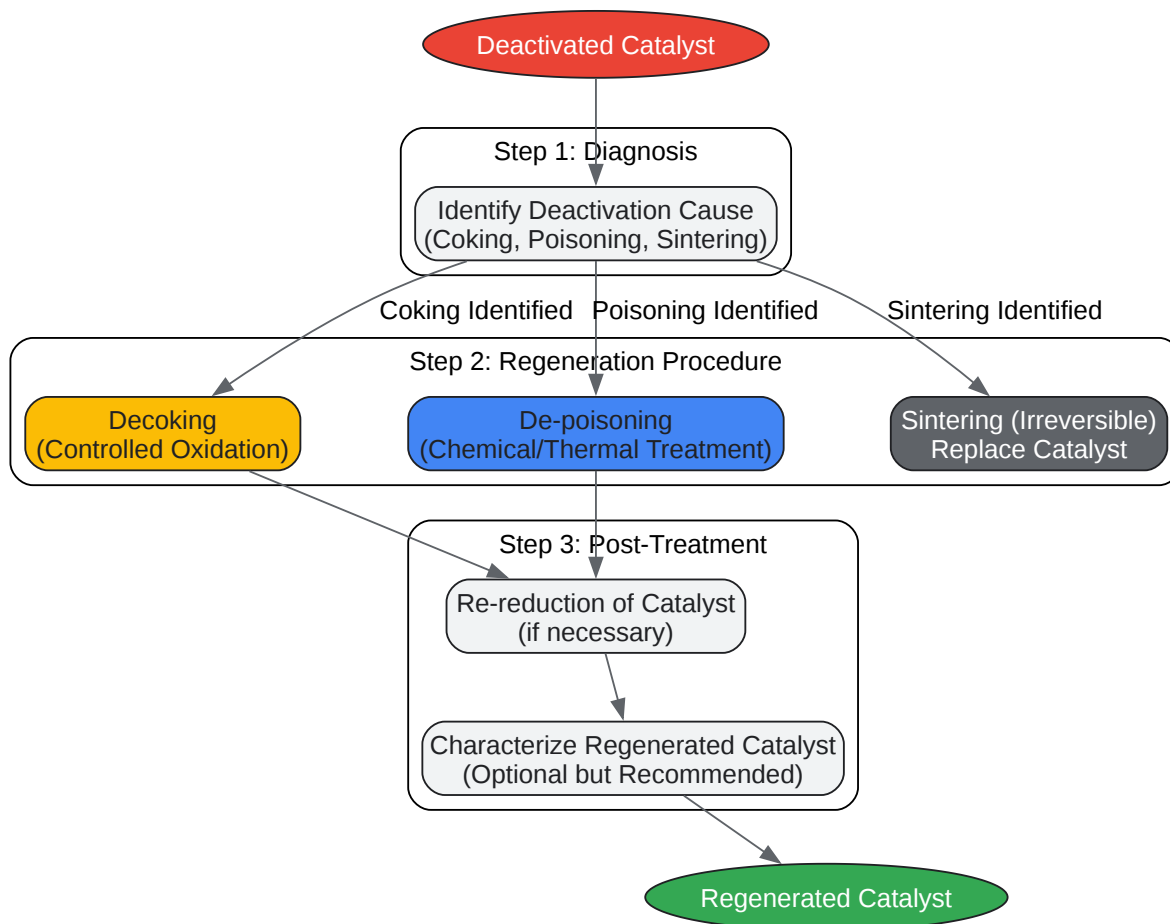 Deactivated Catalyst
Step 1: Diagnosis
Identify Deactivation Cause
(Coking, Poisoning, Sintering)
Coking Identified
Poisoning Identified
Sintering Identified
Step 2: Regeneration Procedure
Decoking
(Controlled Oxidation)
De-poisoning
(Chemical/Thermal Treatment)
Sintering (Irreversible)
Replace Catalyst
Step 3: Post-Treatment
Re-reduction of Catalyst
(if necessary)
Characterize Regenerated Catalyst
(Optional but Recommended)
Regenerated Catalyst